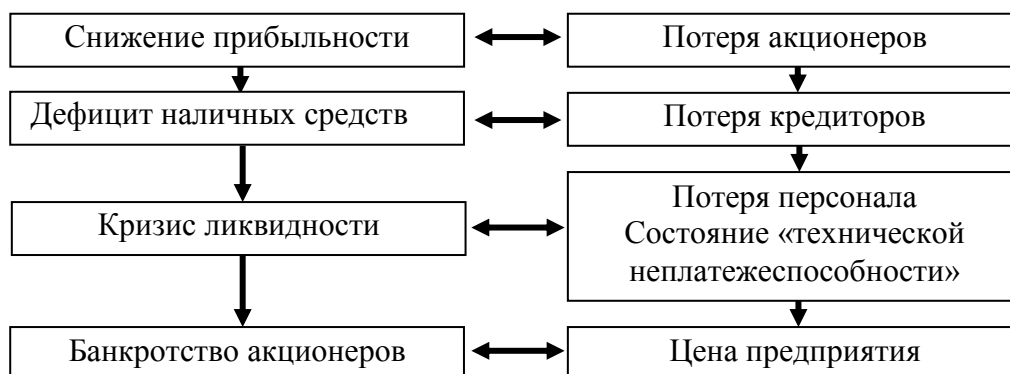 Снижение прибыльности
Потеря акционеров
Дефицит наличных средств
Потеря кредиторов
Кризис ликвидности
Потеря персонала
Состояние «технической
неплатежеспособности»
Банкротство акционеров
Цена предприятия